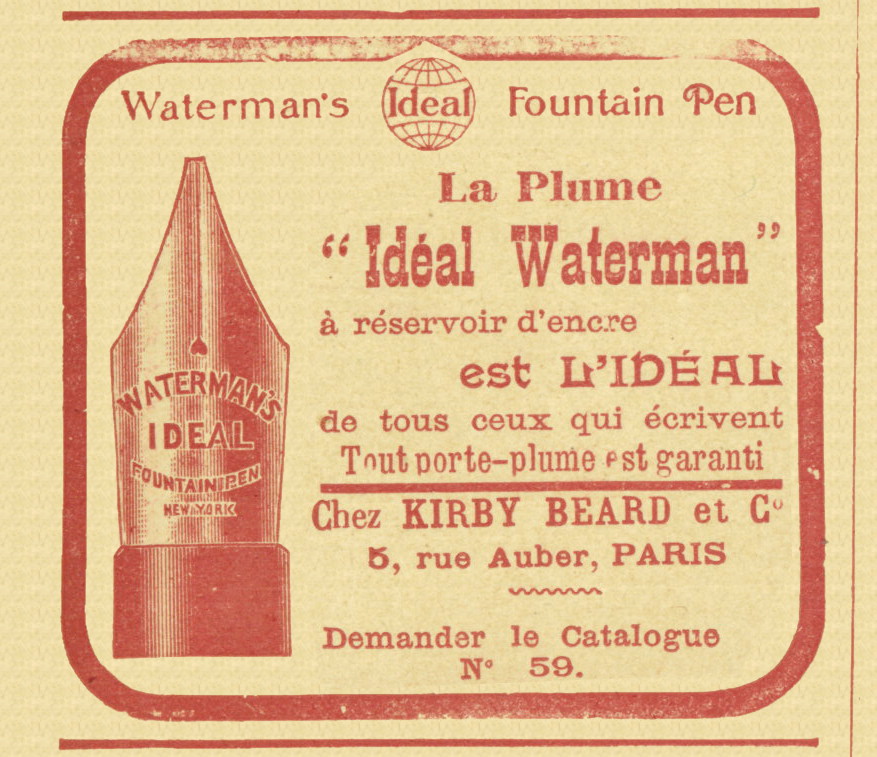 Waterman's Ideal Fountain Pen
La Plume
“Idéal Waterman”
à réservoir d'encre
est L'IDÉAL
de tous ceux qui écrivent
Tout porte-plume est garanti
Chez KIRBY BEARD et Cº
5, rue Auber, PARIS
Demander le Catalogue
Nº 59.
WATERMAN'S
IDEAL
FOUNTAIN PEN
NEW YORK